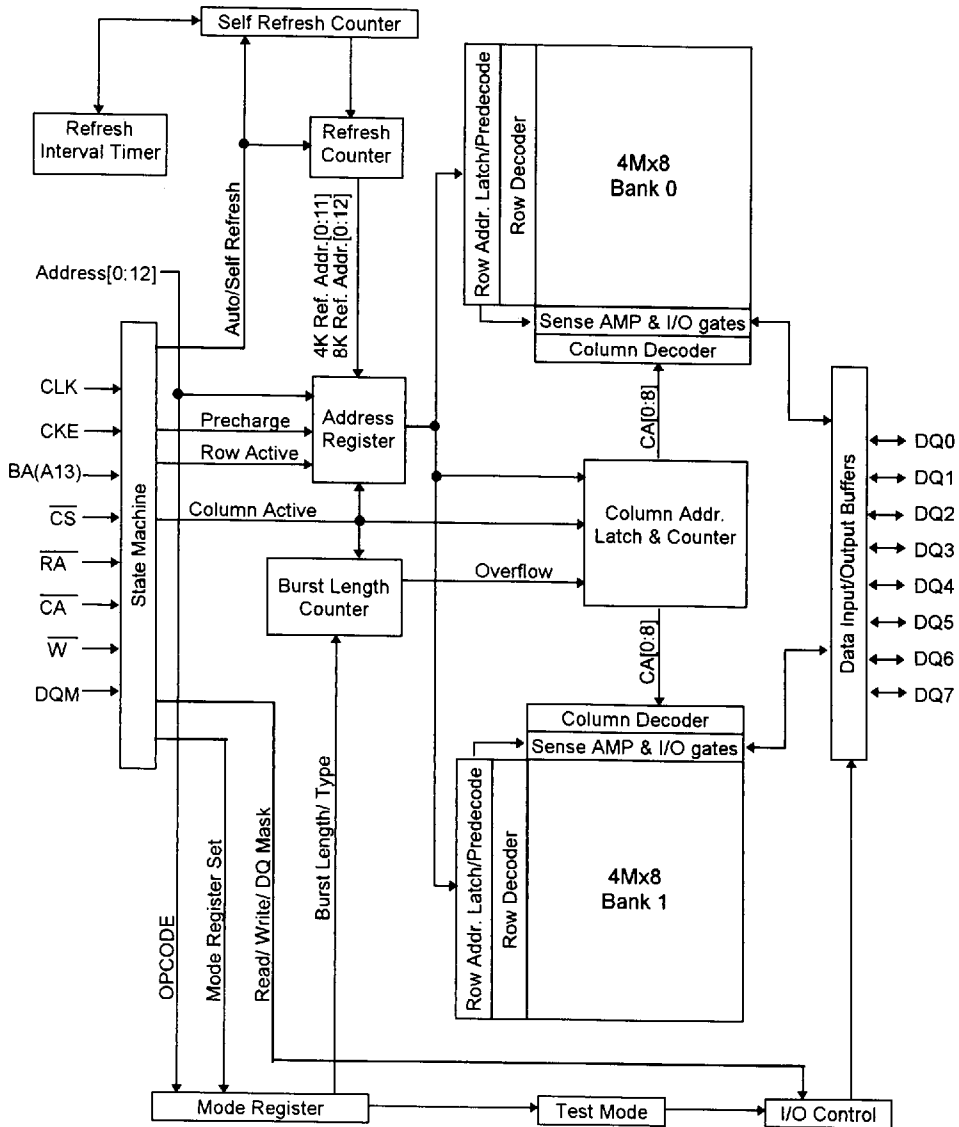 Self Refresh Counter
Refresh
Interval Timer
Refresh
Counter
Auto/Self Refresh
4K Ref. Addr.[0:11]
8K Ref. Addr.[0:12]
Row Addr. Latch/Predecode
Row Decoder
4Mx8
Bank 0
Sense AMP & I/O gates
Column Decoder
Address[0:12]
State Machine
CLK
CKE
BA(A13)
CS
RA
CA
W
DQM
Precharge
Row Active
Column Active
Address
Register
Burst Length
Counter
Overflow
CA[0:8]
Column Addr.
Latch & Counter
CA[0:8]
Data Input/Output Buffers
DQ0
DQ1
DQ2
DQ3
DQ4
DQ5
DQ6
DQ7
Column Decoder
Sense AMP & I/O gates
Row Addr. Latch/Predecode
Row Decoder
4Mx8
Bank 1
OPCODE
Mode Register Set
Read/ Write/ DQ Mask
Burst Length/ Type
Mode Register
Test Mode
I/O Control